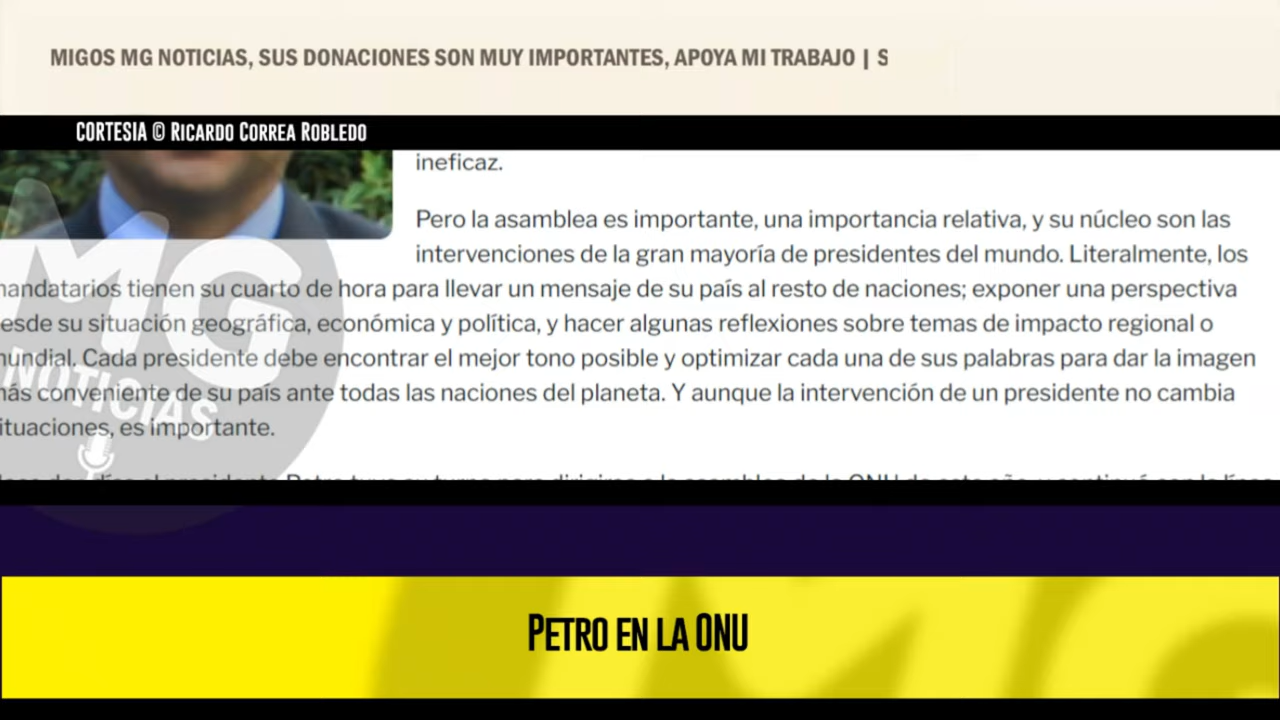 MIGOS MG NOTICIAS, SUS DONACIONES SON MUY IMPORTANTES, APOYA MI TRABAJO | S
CORTESIA © RICARDO CORREA ROBLEDO
ineficaz.
Pero la asamblea es importante, una importancia relativa, y su núcleo son las
intervenciones de la gran mayoría de presidentes del mundo. Literalmente, los
mandatarios tienen su cuarto de hora para llevar un mensaje de su país al resto de naciones; exponer una perspectiva
esde su situación geográfica, económica y política, y hacer algunas reflexiones sobre temas de impacto regional o
mundial. Cada presidente debe encontrar el mejor tono posible y optimizar cada una de sus palabras para dar la imagen
más conveniente de su país ante todas las naciones del planeta. Y aunque la intervención de un presidente no cambia
ituaciones, es importante.
MG
NOTICIAS
PETRO EN LA ONU